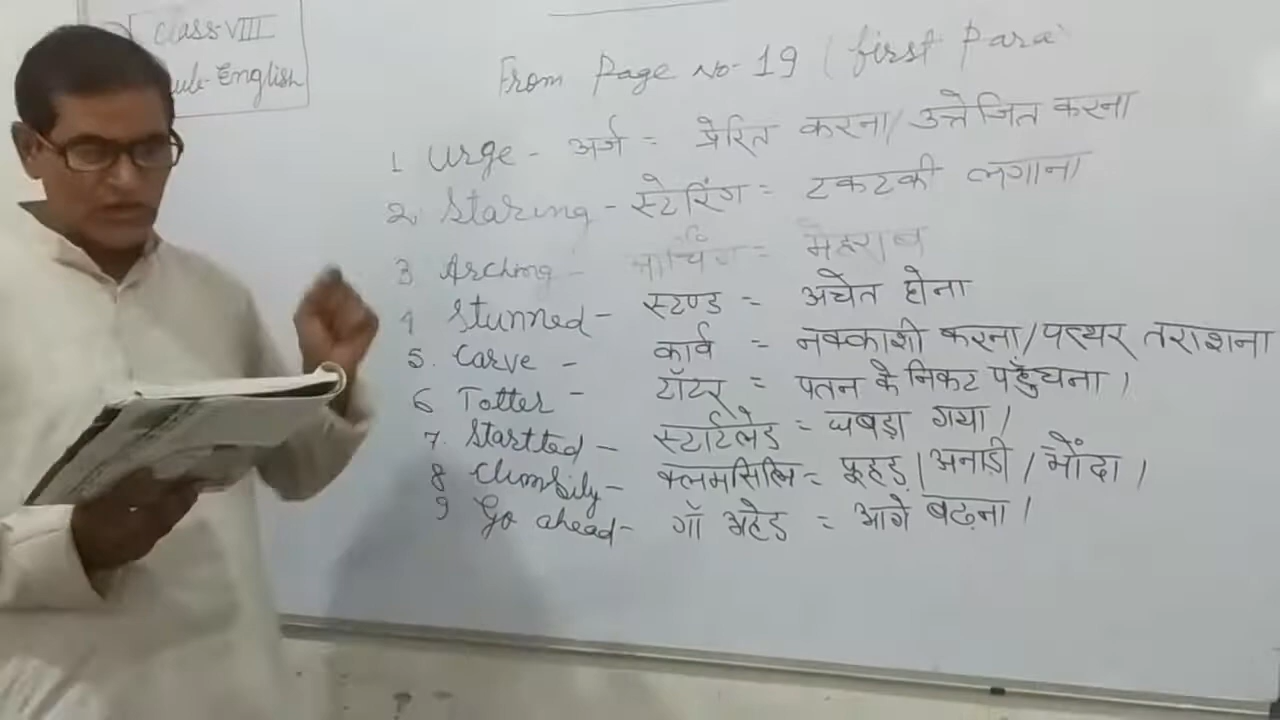 Class-VIII
Sub-English
From Page No-19 (first Para
1 Urge - अर्ज = प्रेरित करना/उत्तेजित करना
2. Staring - स्टेरिंग = टकटकी लगाना
3 Arching - आर्चिंग = मेहराब
4 Stunned - स्टण्ड = अचेत होना
5. Carve - कार्व = नक्काशी करना/पत्थर तराशना
6 Totter - टॉटर = पतन के निकट पहुँचना।
7. Startted - स्टार्टलेड = घबड़ा गया।
8 Clumsily - क्लमसिलि = फूहड़/अनाडी/भोंदा।
9 Go ahead - गॉ अहेड = आगे बढ़ना।